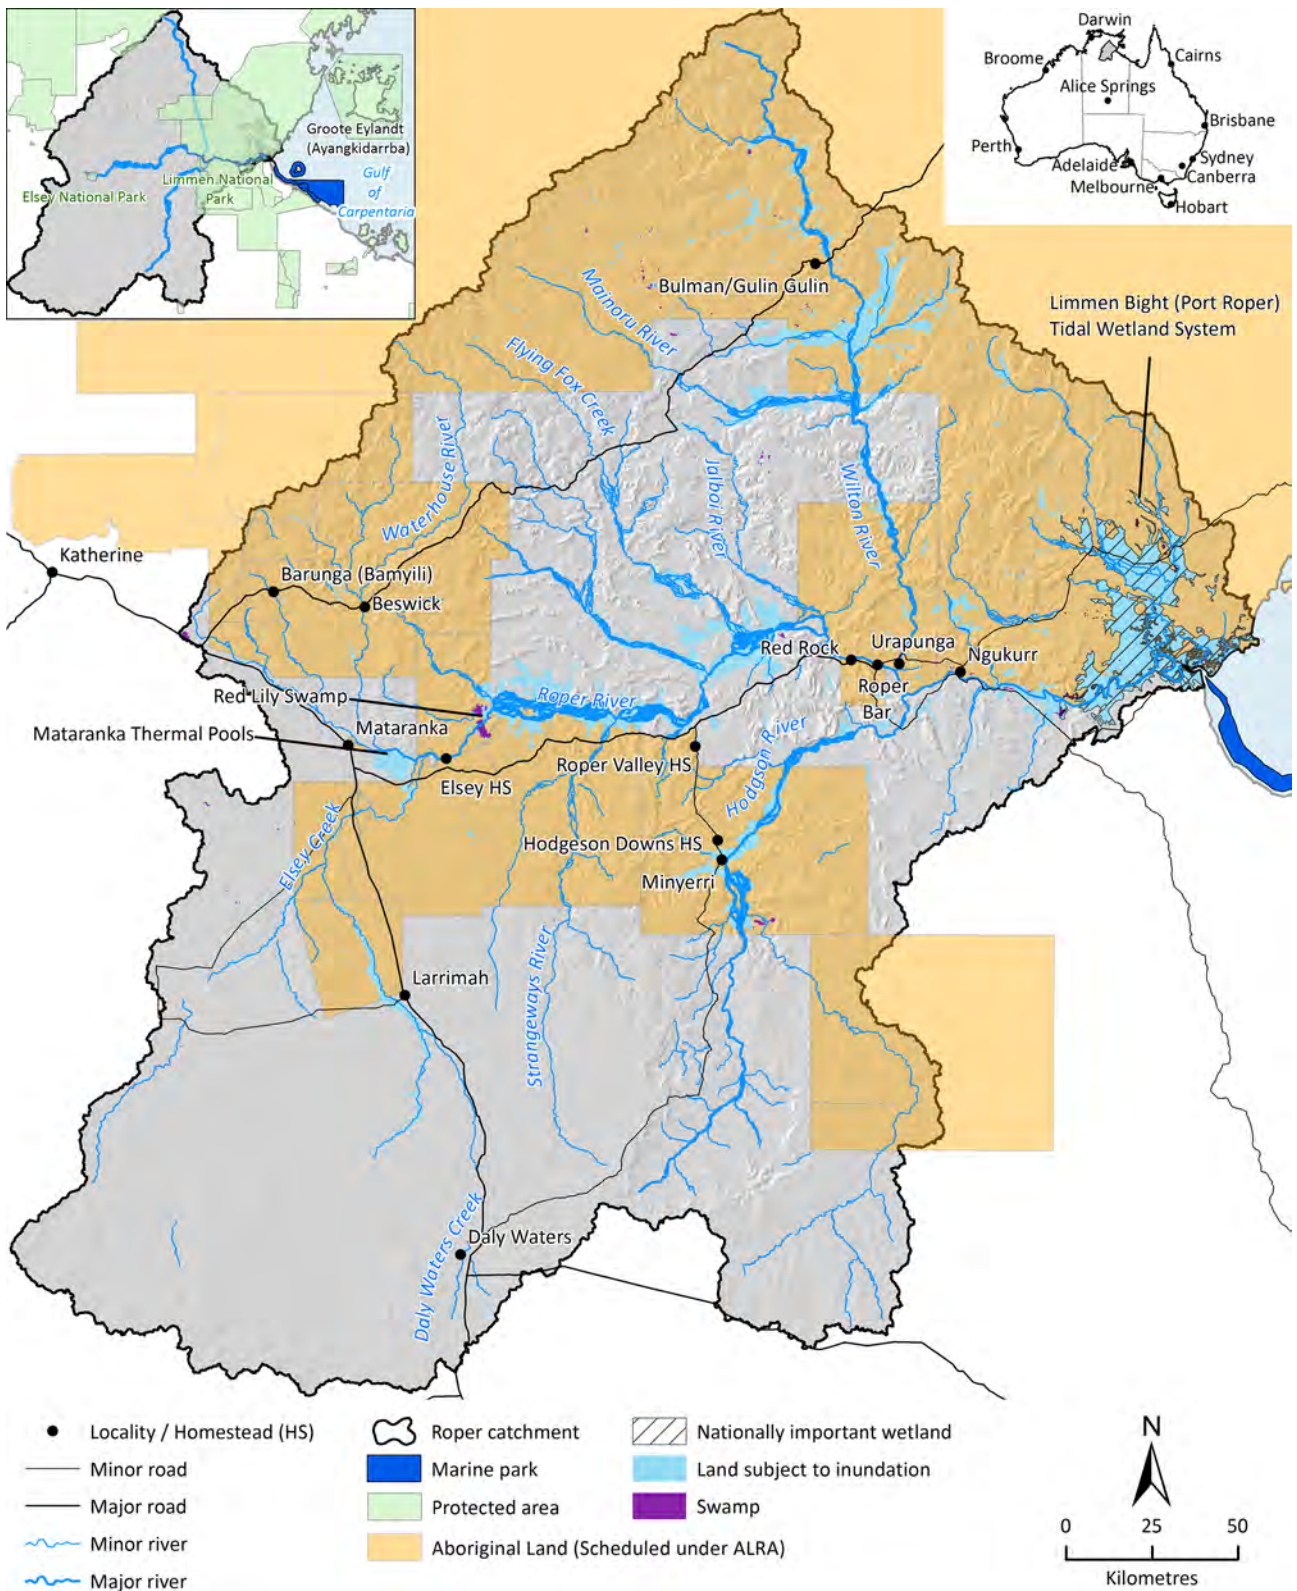 Groote Eylandt
(Ayangkidarrba)
Gulf
of
Carpentaria
Limmen National
Park
Elsey National Park
Darwin
Broome
Cairns
Alice Springs
Brisbane
Perth
Adelaide
Sydney
Canberra
Melbourne
Hobart
Bulman/Gulin Gulin
Mainoru River
Flying Fox Creek
Limmen Bight (Port Roper)
Tidal Wetland System
Waterhouse River
Jalboi River
Wilton River
Katherine
Barunga (Bamyili)
Beswick
Red Rock
Urapunga
Ngukurr
Roper
Bar
Red Lily Swamp
Roper River
Mataranka
Mataranka Thermal Pools
Elsey HS
Roper Valley HS
Hodgson River
Elsey Creek
Hodgeson Downs HS
Minyerri
Larrimah
Strangeways River
Daly Waters
Daly Waters Creek
Locality / Homestead (HS)
Minor road
Major road
Minor river
Major river
Roper catchment
Marine park
Protected area
Aboriginal Land (Scheduled under ALRA)
Nationally important wetland
Land subject to inundation
Swamp
N
0 25 50
Kilometres